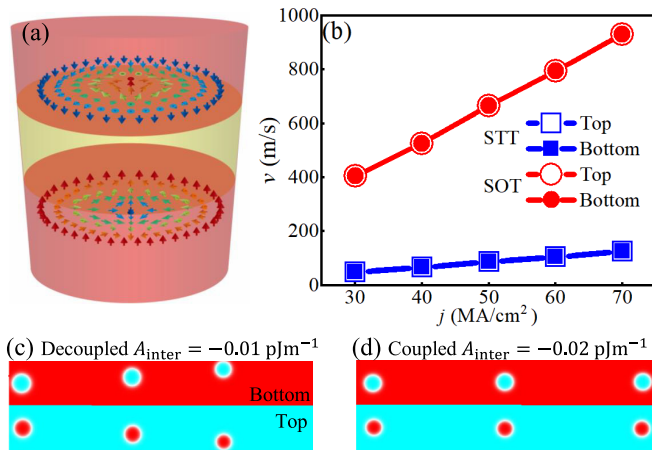 (a)
(b)
1000
800
600
400
200
0
v (m/s)
STT
Top
Bottom
SOT
Top
Bottom
30 40 50 60 70
j (MA/cm²)
(c) Decoupled A_inter = −0.01 pJm⁻¹
Bottom
Top
(d) Coupled A_inter = −0.02 pJm⁻¹